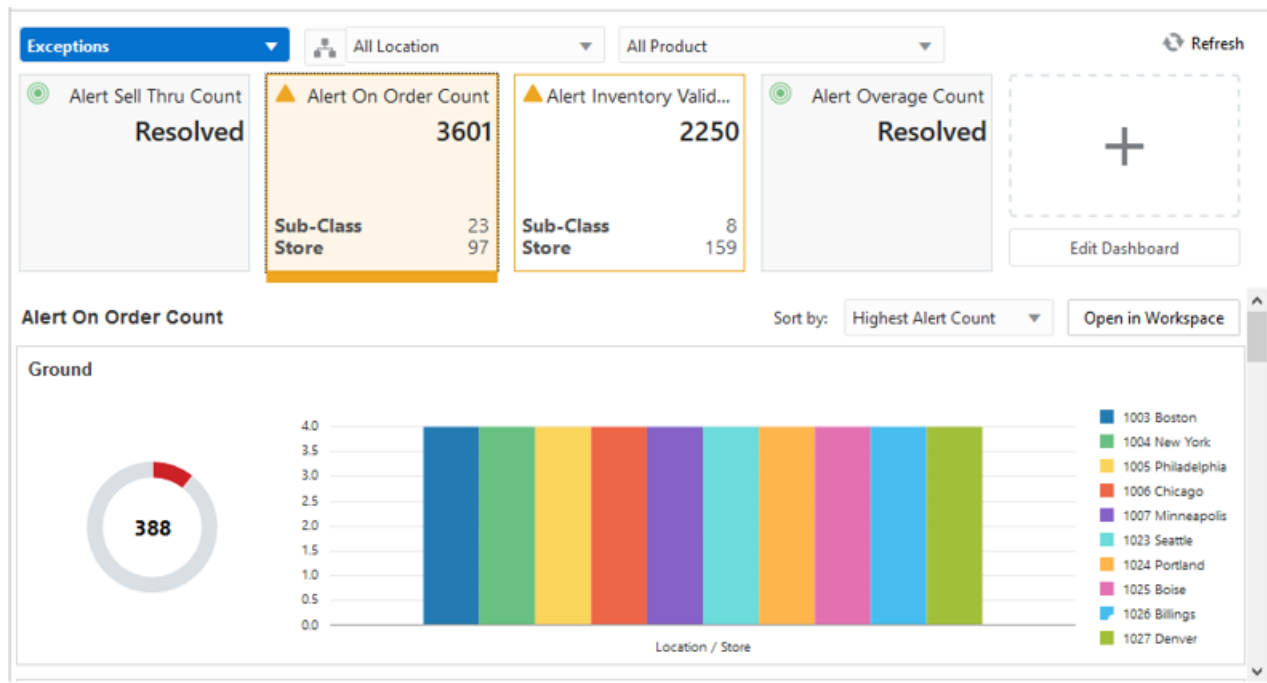 Exceptions
All Location
All Product
Refresh
Alert Sell Thru Count
Resolved
Alert On Order Count
3601
Sub-Class 23
Store 97
Alert Inventory Valid...
2250
Sub-Class 8
Store 159
Alert Overage Count
Resolved
+
Edit Dashboard
Alert On Order Count
Sort by:
Highest Alert Count
Open in Workspace
Ground
388
4.0
3.5
3.0
2.5
2.0
1.5
1.0
0.5
0.0
Location / Store
1003 Boston
1004 New York
1005 Philadelphia
1006 Chicago
1007 Minneapolis
1023 Seattle
1024 Portland
1025 Boise
1026 Billings
1027 Denver